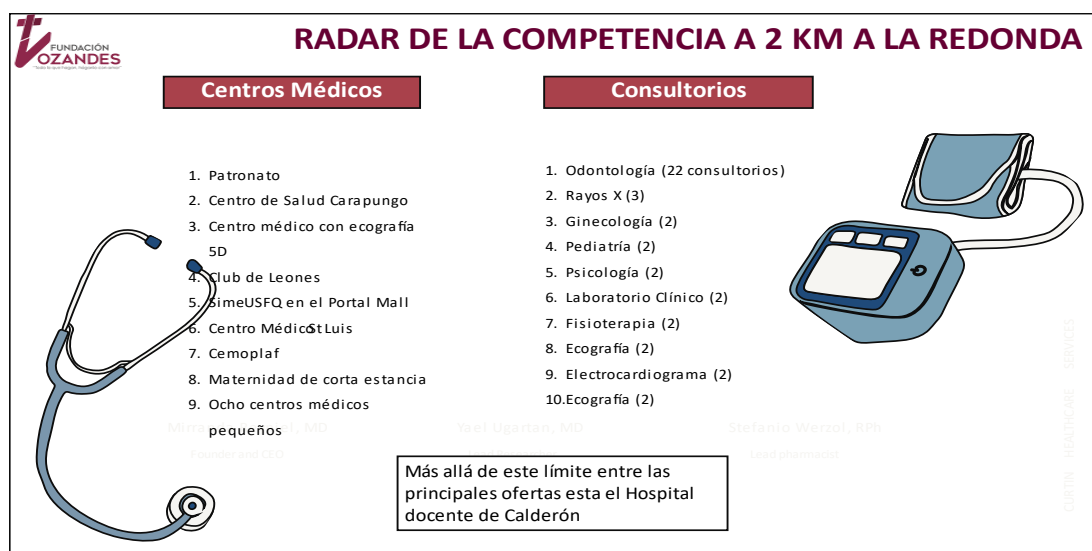 FUNDACIÓN
VOZANDES
RADAR DE LA COMPETENCIA A 2 KM A LA REDONDA
Centros Médicos
1. Patronato
2. Centro de Salud Carapungo
3. Centro médico con ecografía
5D
4. Club de Leones
5. SimeUSFQ en el Portal Mall
6. Centro Médico St Luis
7. Cemoplaf
8. Maternidad de corta estancia
9. Ocho centros médicos
pequeños
Consultorios
1. Odontología (22 consultorios)
2. Rayos X (3)
3. Ginecología (2)
4. Pediatría (2)
5. Psicología (2)
6. Laboratorio Clínico (2)
7. Fisioterapia (2)
8. Ecografía (2)
9. Electrocardiograma (2)
10.Ecografía (2)
Yael Ugartan, MD
Stefanio Werzol, RPh
Founder and CEO
Lead pharmacist
CURTIN HEALTHCARE SERVICES
Más allá de este límite entre las
principales ofertas esta el Hospital
docente de Calderón